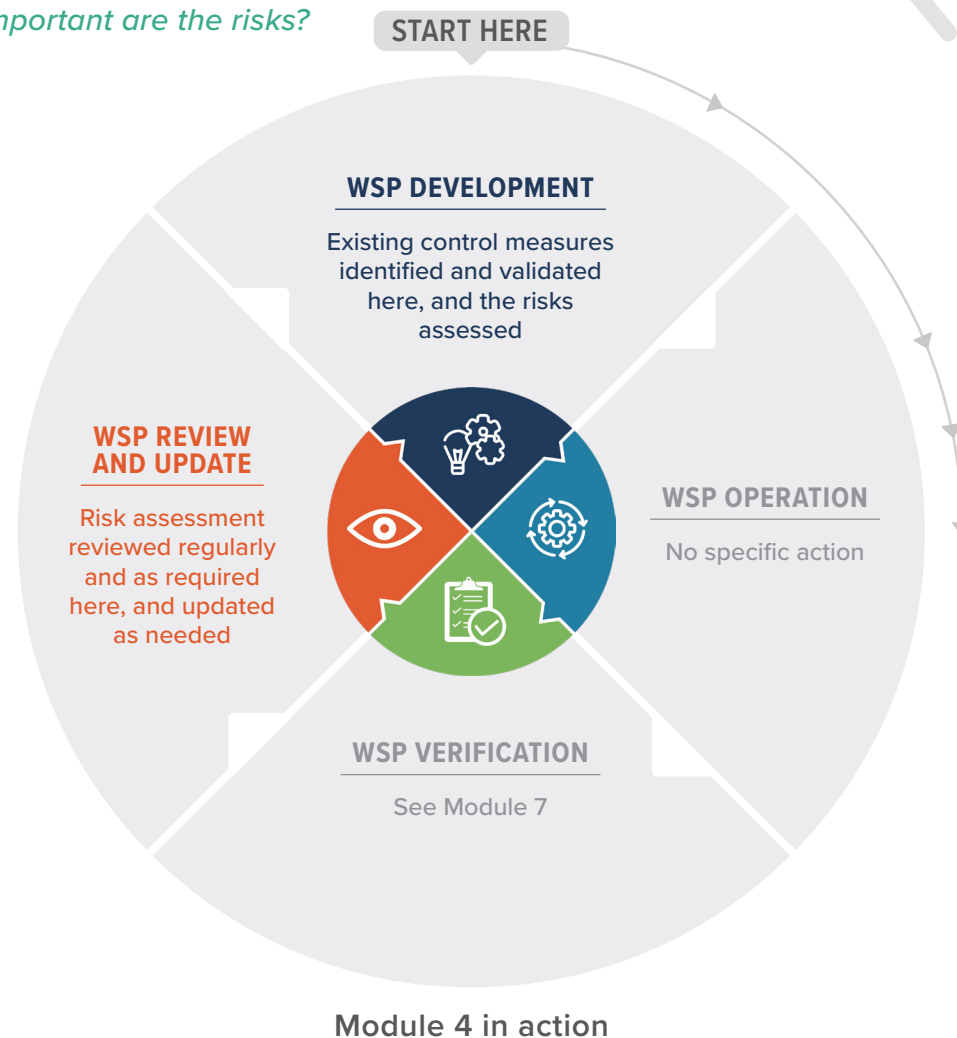 mportant are the risks?
START HERE
WSP DEVELOPMENT
Existing control measures
identified and validated
here, and the risks
assessed
WSP REVIEW
AND UPDATE
Risk assessment
reviewed regularly
and as required
here, and updated
as needed
WSP OPERATION
No specific action
WSP VERIFICATION
See Module 7
Module 4 in action